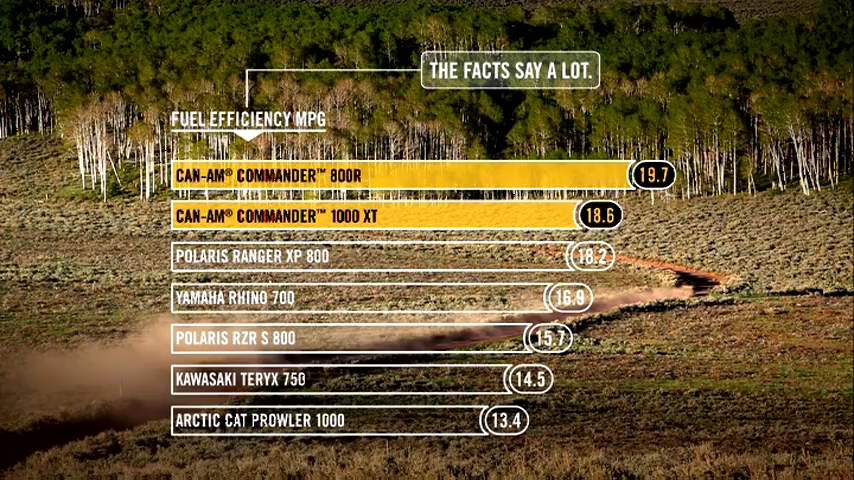 THE FACTS SAY A LOT.
FUEL EFFICIENCY MPG
CAN-AM® COMMANDER™ 800R 19.7
CAN-AM® COMMANDER™ 1000 XT 18.6
POLARIS RANGER XP 800 18.2
YAMAHA RHINO 700 16.9
POLARIS RZR S 800 15.7
KAWASAKI TERYX 750 14.5
ARCTIC CAT PROWLER 1000 13.4